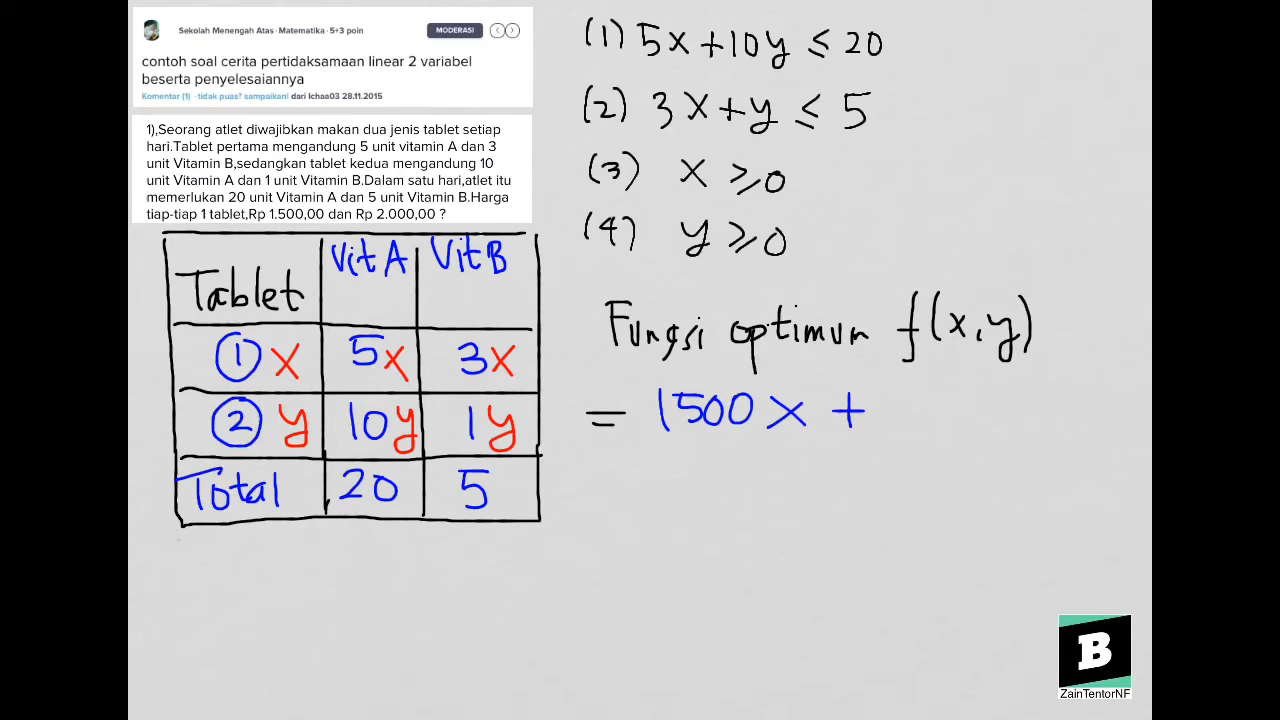 Sekolah Menengah Atas · Matematika · 5+3 poin
MODERASI
contoh soal cerita pertidaksamaan linear 2 variabel
beserta penyelesaiannya
Komentar (1) · tidak puas? sampaikan! dari Ichaa03 28.11.2015
1),Seorang atlet diwajibkan makan dua jenis tablet setiap
hari.Tablet pertama mengandung 5 unit vitamin A dan 3
unit Vitamin B,sedangkan tablet kedua mengandung 10
unit Vitamin A dan 1 unit Vitamin B.Dalam satu hari,atlet itu
memerlukan 20 unit Vitamin A dan 5 unit Vitamin B.Harga
tiap-tiap 1 tablet,Rp 1.500,00 dan Rp 2.000,00 ?
Tablet Vit A Vit B
1 x 5x 3x
2 y 10y 1y
Total 20 5
(1) 5x + 10y ≤ 20
(2) 3x + y ≤ 5
(3) x ≥ 0
(4) y ≥ 0
Fungsi optimum f(x,y)
= 1500 x +
B
ZainTentorNF